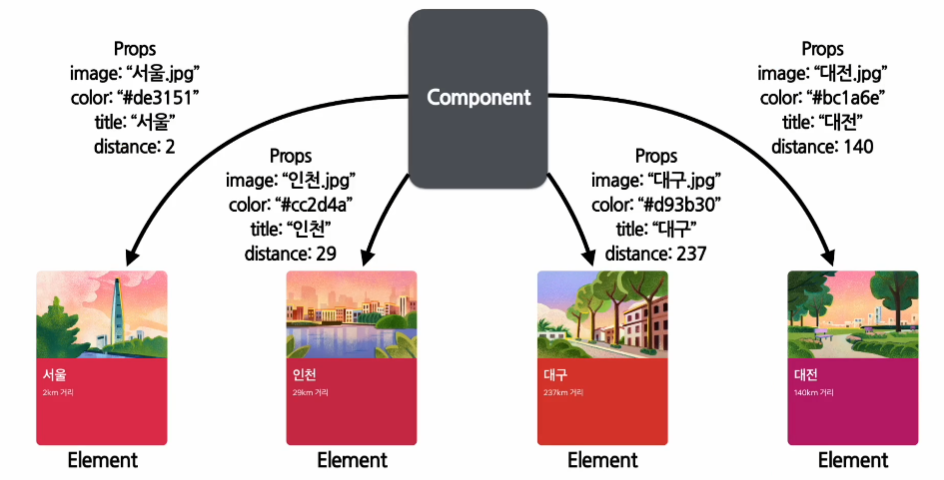 Component
Props
image: “서울.jpg”
color: “#de3151”
title: “서울”
distance: 2
Props
image: “인천.jpg”
color: “#cc2d4a”
title: “인천”
distance: 29
Props
image: “대구.jpg”
color: “#d93b30”
title: “대구”
distance: 237
Props
image: “대전.jpg”
color: “#bc1a6e”
title: “대전”
distance: 140
서울
2km 거리
Element
인천
29km 거리
Element
대구
237km 거리
Element
대전
140km 거리
Element